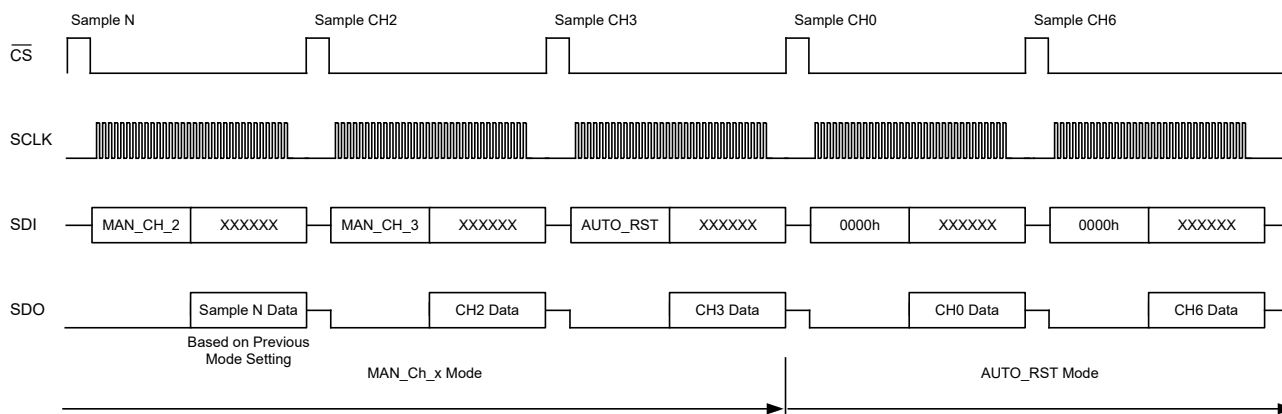 Sample N
Sample CH2
Sample CH3
Sample CH0
Sample CH6
CS
SCLK
SDI
MAN_CH_2
XXXXXX
MAN_CH_3
XXXXXX
AUTO_RST
XXXXXX
0000h
XXXXXX
0000h
XXXXXX
SDO
Sample N Data
CH2 Data
CH3 Data
CH0 Data
CH6 Data
Based on Previous
Mode Setting
MAN_Ch_x Mode
AUTO_RST Mode